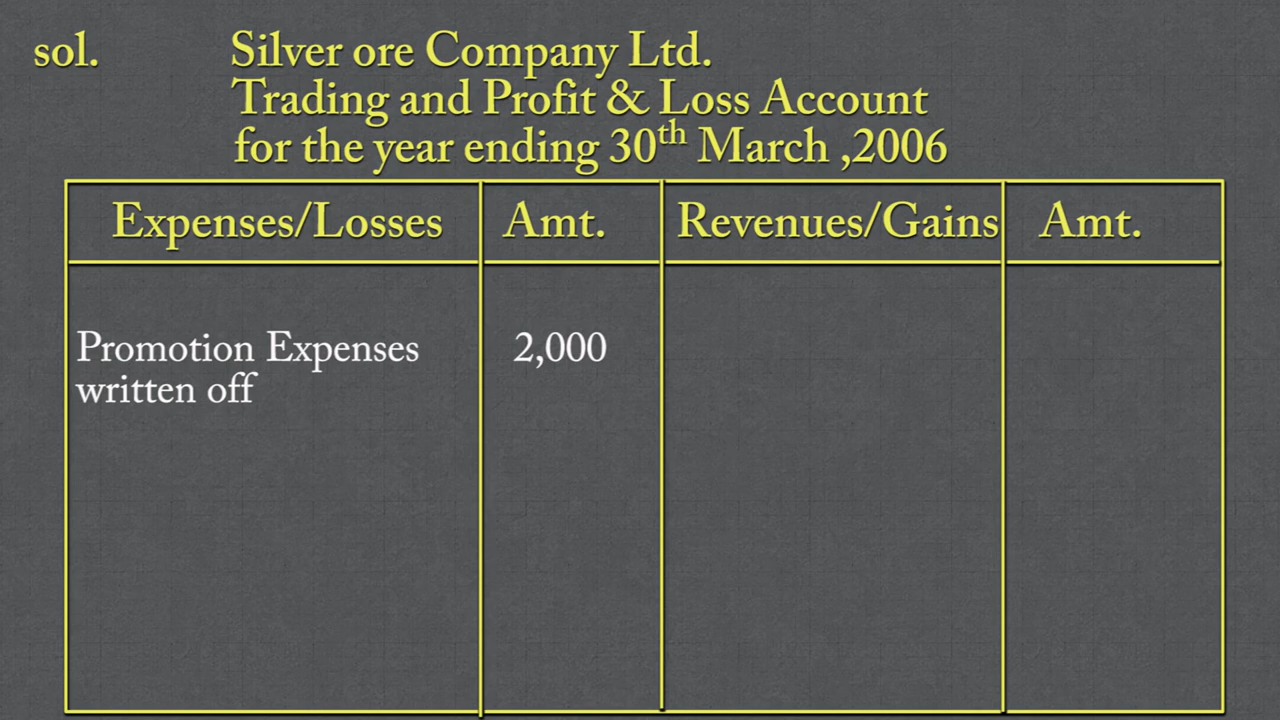 sol. Silver ore Company Ltd.
Trading and Profit & Loss Account
for the year ending 30th March ,2006
Expenses/Losses Amt. Revenues/Gains Amt.
Promotion Expenses 2,000
written off